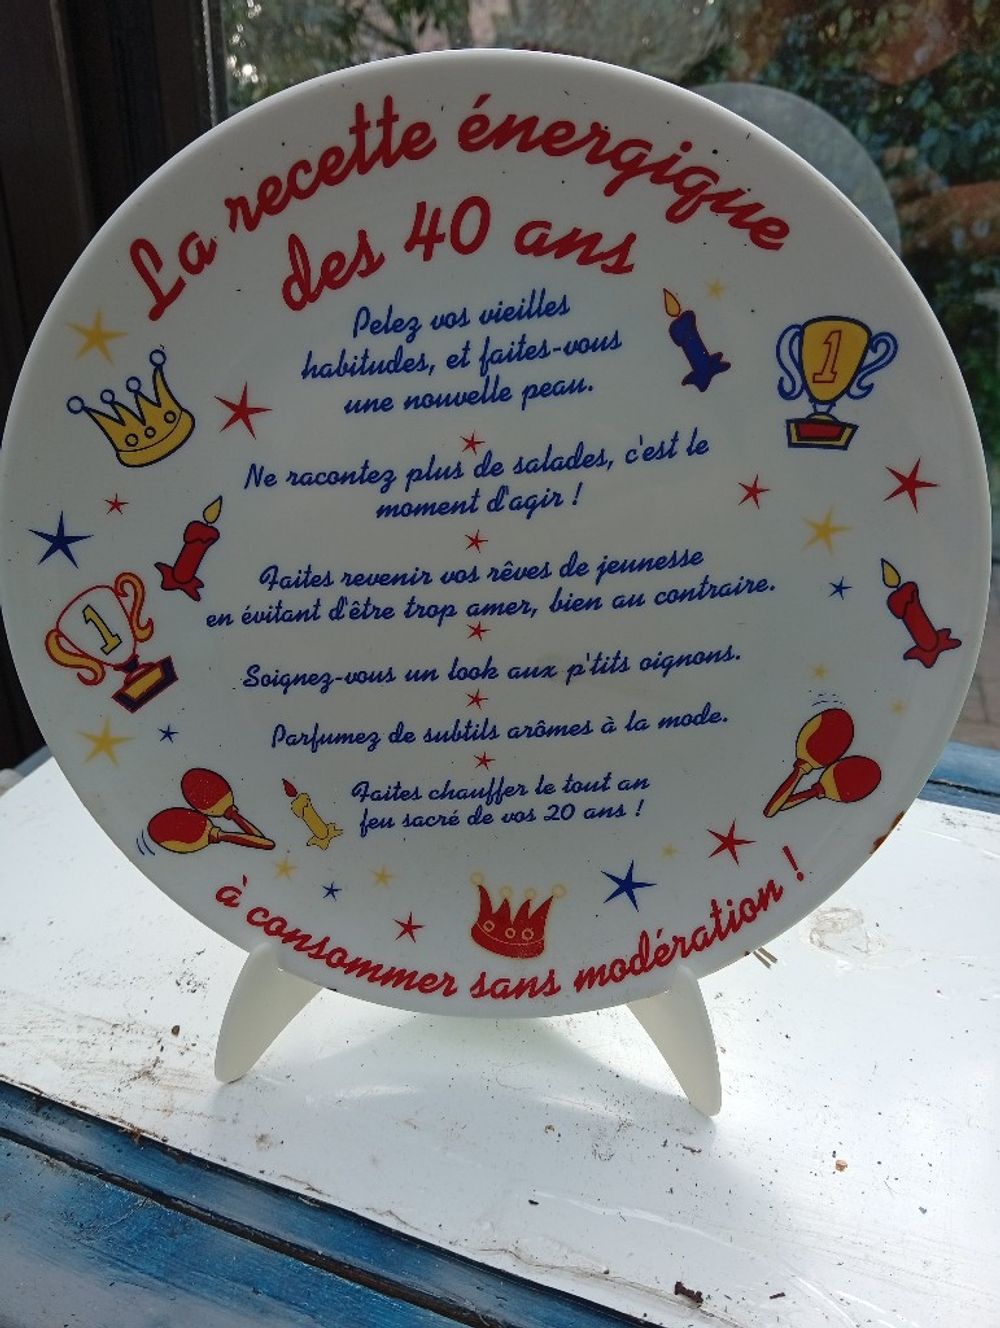 La recette énergique
des 40 ans
Pelez vos vieilles
habitudes, et faites-vous
une nouvelle peau.
Ne racontez plus de salades, c'est le
moment d'agir !
Faites revenir vos rêves de jeunesse
en évitant d'être trop amer, bien au contraire.
Soignez-vous un look aux p'tits oignons.
Parfumez de subtils arômes à la mode.
Faites chauffer le tout an
feu sacré de vos 20 ans !
à consommer sans modération !
1
1